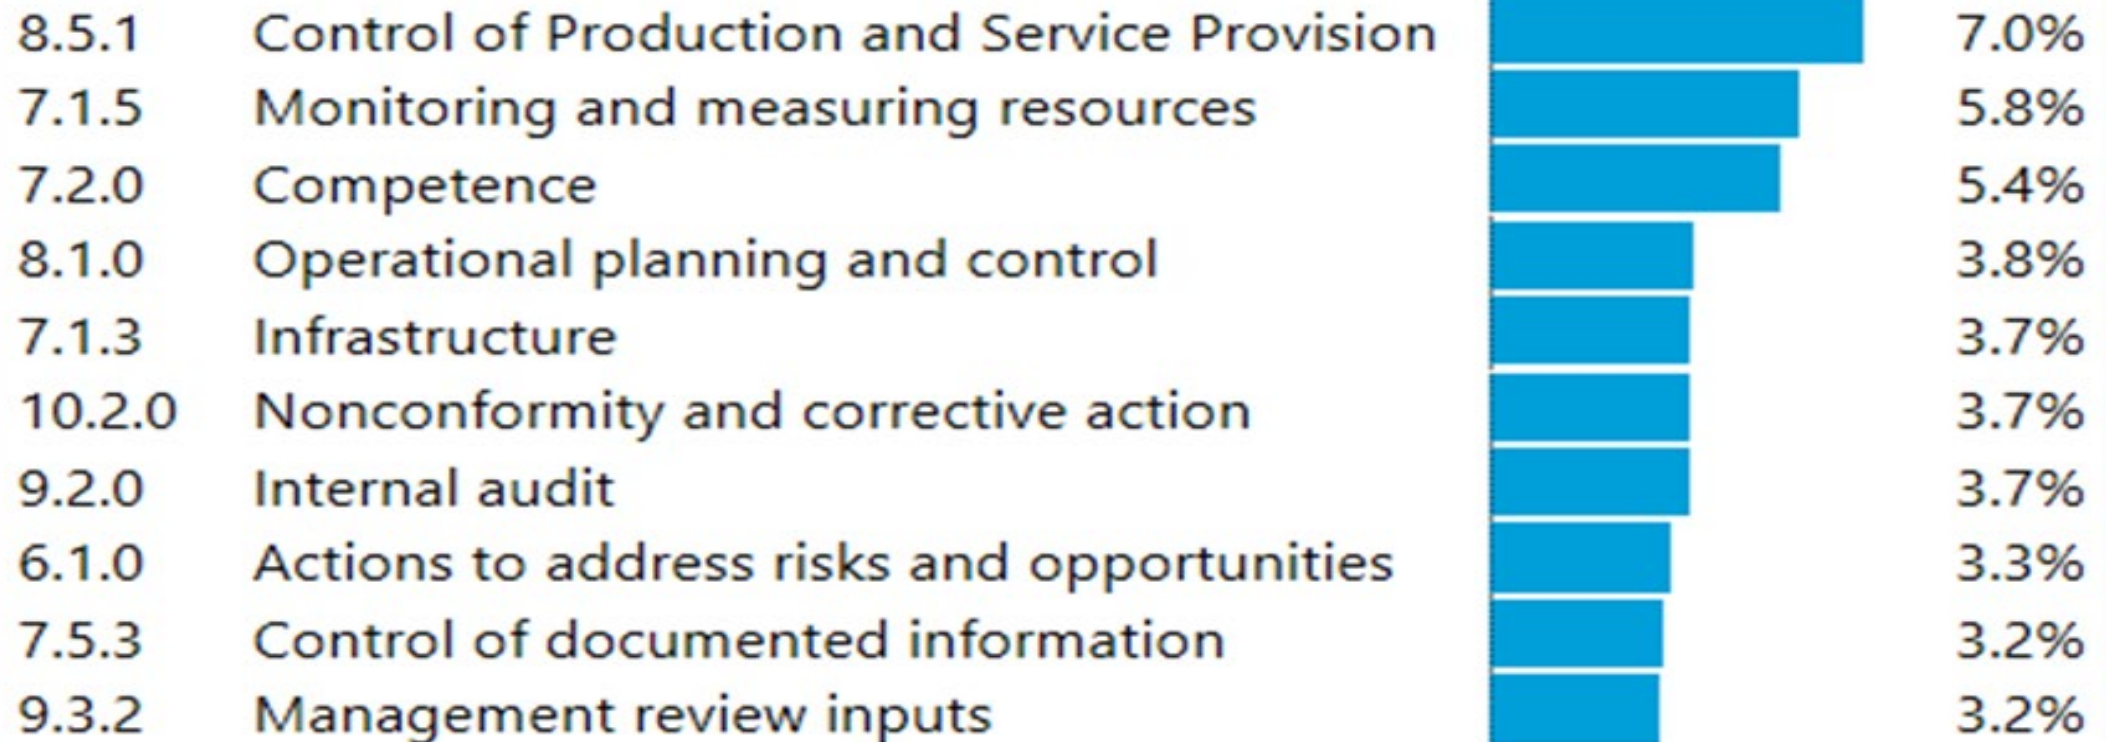 8.5.1 Control of Production and Service Provision 7.0%
7.1.5 Monitoring and measuring resources 5.8%
7.2.0 Competence 5.4%
8.1.0 Operational planning and control 3.8%
7.1.3 Infrastructure 3.7%
10.2.0 Nonconformity and corrective action 3.7%
9.2.0 Internal audit 3.7%
6.1.0 Actions to address risks and opportunities 3.3%
7.5.3 Control of documented information 3.2%
9.3.2 Management review inputs 3.2%